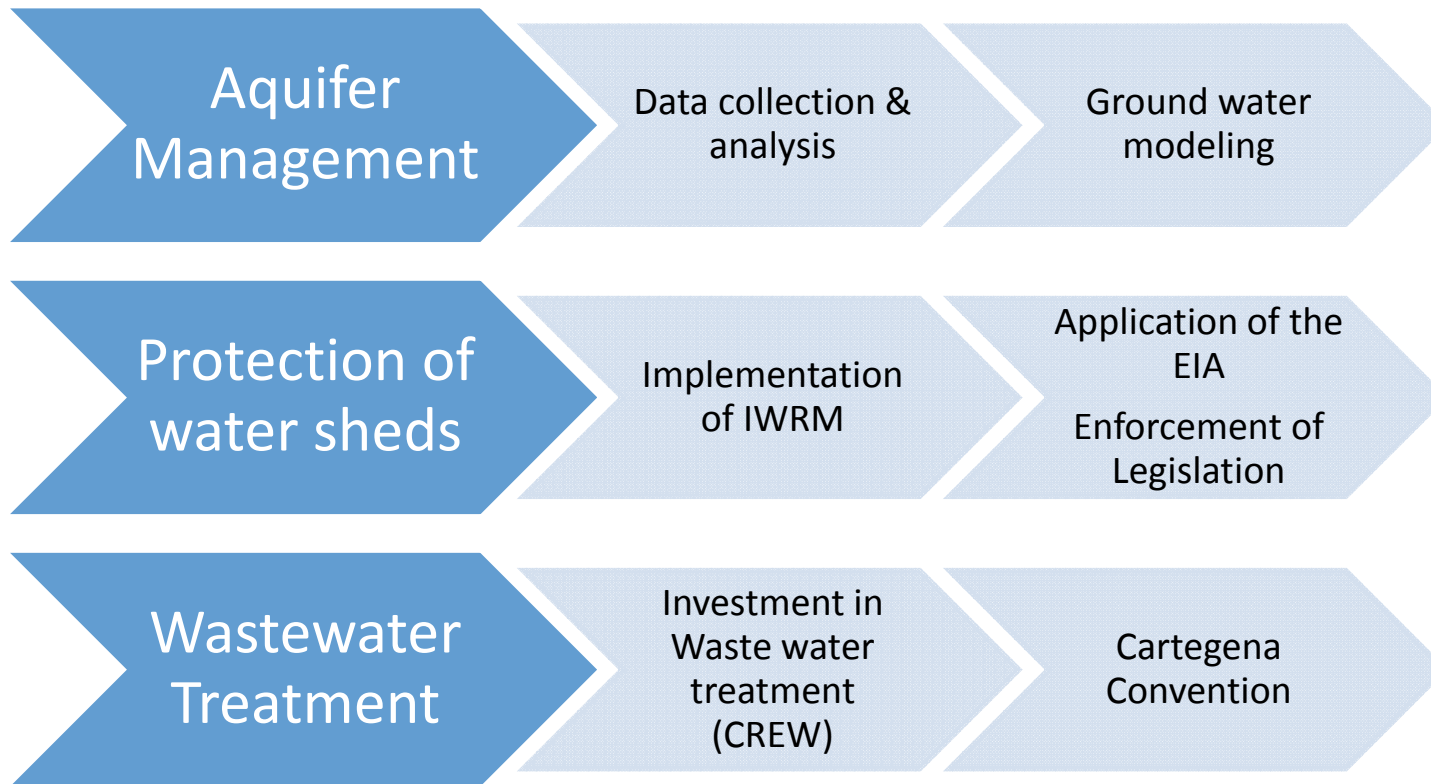 Aquifer
Management
Data collection &
analysis
Ground water
modeling
Protection of
water sheds
Implementation
of IWRM
Application of the
EIA
Enforcement of
Legislation
Wastewater
Treatment
Investment in
Waste water
treatment
(CREW)
Cartegena
Convention